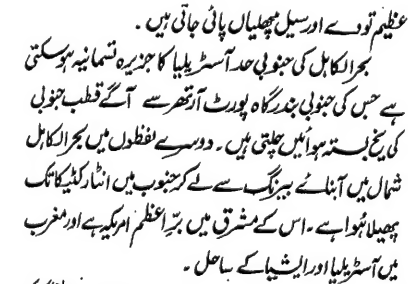 عظیم تودے اور سیل مچھلیاں پائی جاتی ہیں ۔
بحرالکاہل کی جنوبی حد آسٹریلیا کا جزیرہ تسمانیہ ہو سکتی
ہے جس کی جنوبی بندرگاہ پورٹ آرتھر سے آگے قطب جنوبی
کی یخ بستہ ہوائیں چلتی ہیں ۔ دوسرے لفظوں میں بحرالکاہل
شمال میں آبنائے بیرنگ سے لے کر جنوب میں انٹارکٹیکا تک
پھیلا ہوا ہے ۔ اس کے مشرق میں برّاعظم امریکہ ہے اور مغرب
میں آسٹریلیا اور ایشیا کے ساحل ۔